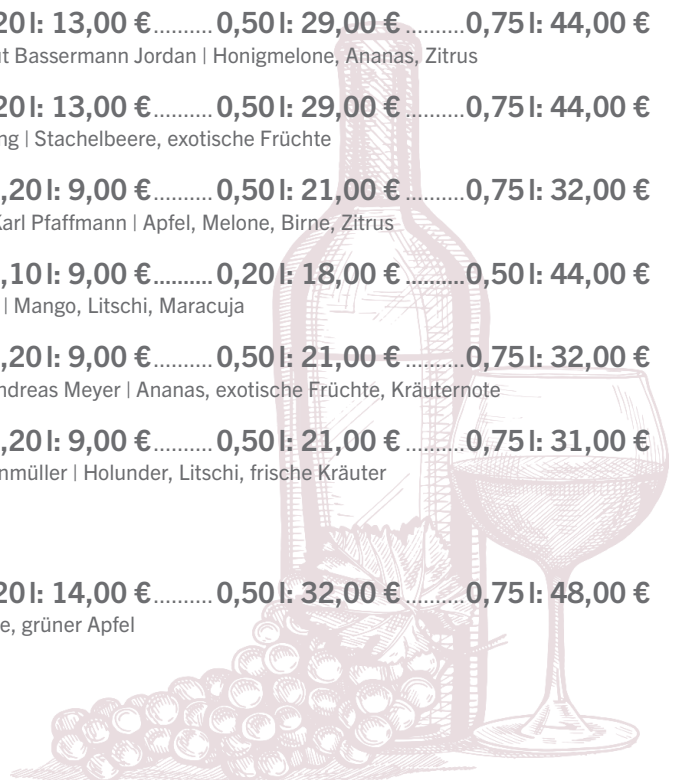 20 l: 13,00 €.......... 0,50 l: 29,00 €..........0,75 l: 44,00 €
ut Bassermann Jordan | Honigmelone, Ananas, Zitrus
20 l: 13,00 €.......... 0,50 l: 29,00 €..........0,75 l: 44,00 €
ng | Stachelbeere, exotische Früchte
,20 l: 9,00 €.......... 0,50 l: 21,00 €..........0,75 l: 32,00 €
Karl Pfaffmann | Apfel, Melone, Birne, Zitrus
,10 l: 9,00 €.......... 0,20 l: 18,00 €..........0,50 l: 44,00 €
| Mango, Litschi, Maracuja
,20 l: 9,00 €.......... 0,50 l: 21,00 €..........0,75 l: 32,00 €
ndreas Meyer | Ananas, exotische Früchte, Kräuternote
,20 l: 9,00 €.......... 0,50 l: 21,00 €..........0,75 l: 31,00 €
nmüller | Holunder, Litschi, frische Kräuter
20 l: 14,00 €.......... 0,50 l: 32,00 €..........0,75 l: 48,00 €
e, grüner Apfel